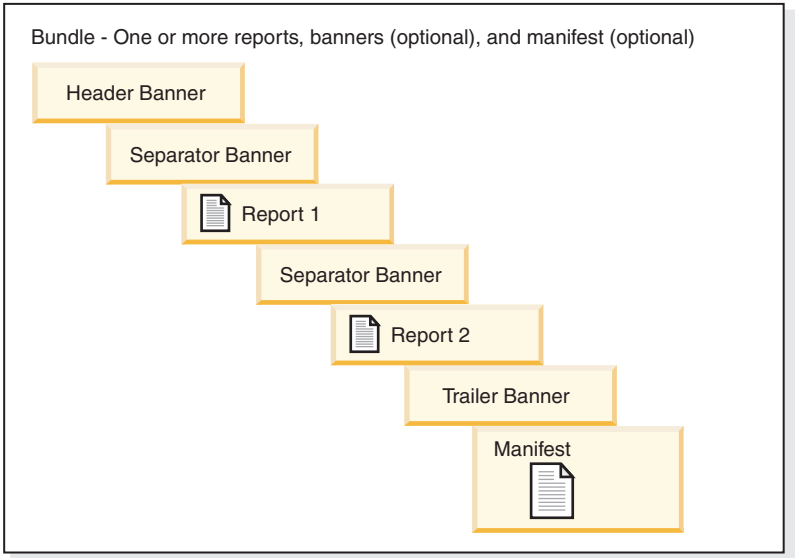 Bundle - One or more reports, banners (optional), and manifest (optional)
Header Banner
Separator Banner
Report 1
Separator Banner
Report 2
Trailer Banner
Manifest